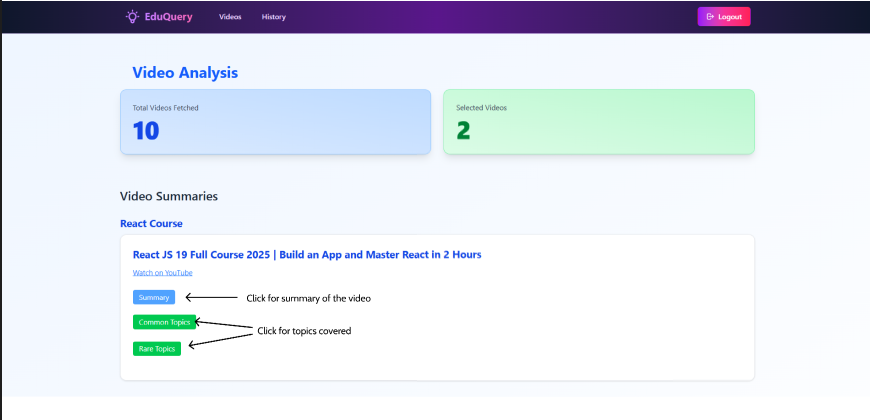 EduQuery Videos History Logout
Video Analysis
Total Videos Fetched
10
Selected Videos
2
Video Summaries
React Course
React JS 19 Full Course 2025 | Build an App and Master React in 2 Hours
Watch on YouTube
Summary
Click for summary of the video
Common Topics
Click for topics covered
Rare Topics